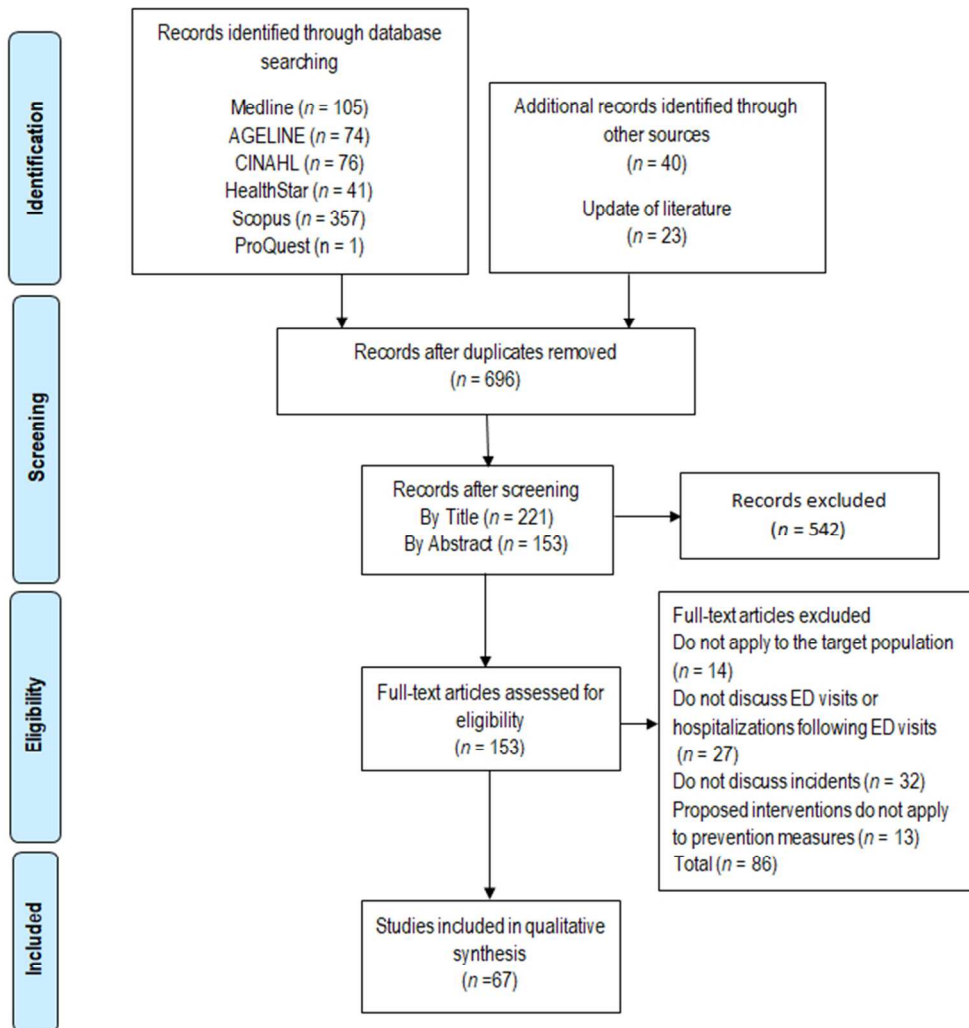 Identification
Records identified through database
searching
Medline (n = 105)
AGELINE (n = 74)
CINAHL (n = 76)
HealthStar (n = 41)
Scopus (n = 357)
ProQuest (n = 1)
Additional records identified through
other sources
(n = 40)
Update of literature
(n = 23)
Screening
Records after duplicates removed
(n = 696)
Records after screening
By Title (n = 221)
By Abstract (n = 153)
Records excluded
(n = 542)
Eligibility
Full-text articles assessed for
eligibility
(n = 153)
Full-text articles excluded
Do not apply to the target population
(n = 14)
Do not discuss ED visits or
hospitalizations following ED visits
(n = 27)
Do not discuss incidents (n = 32)
Proposed interventions do not apply
to prevention measures (n = 13)
Total (n = 86)
Included
Studies included in qualitative
synthesis
(n =67)